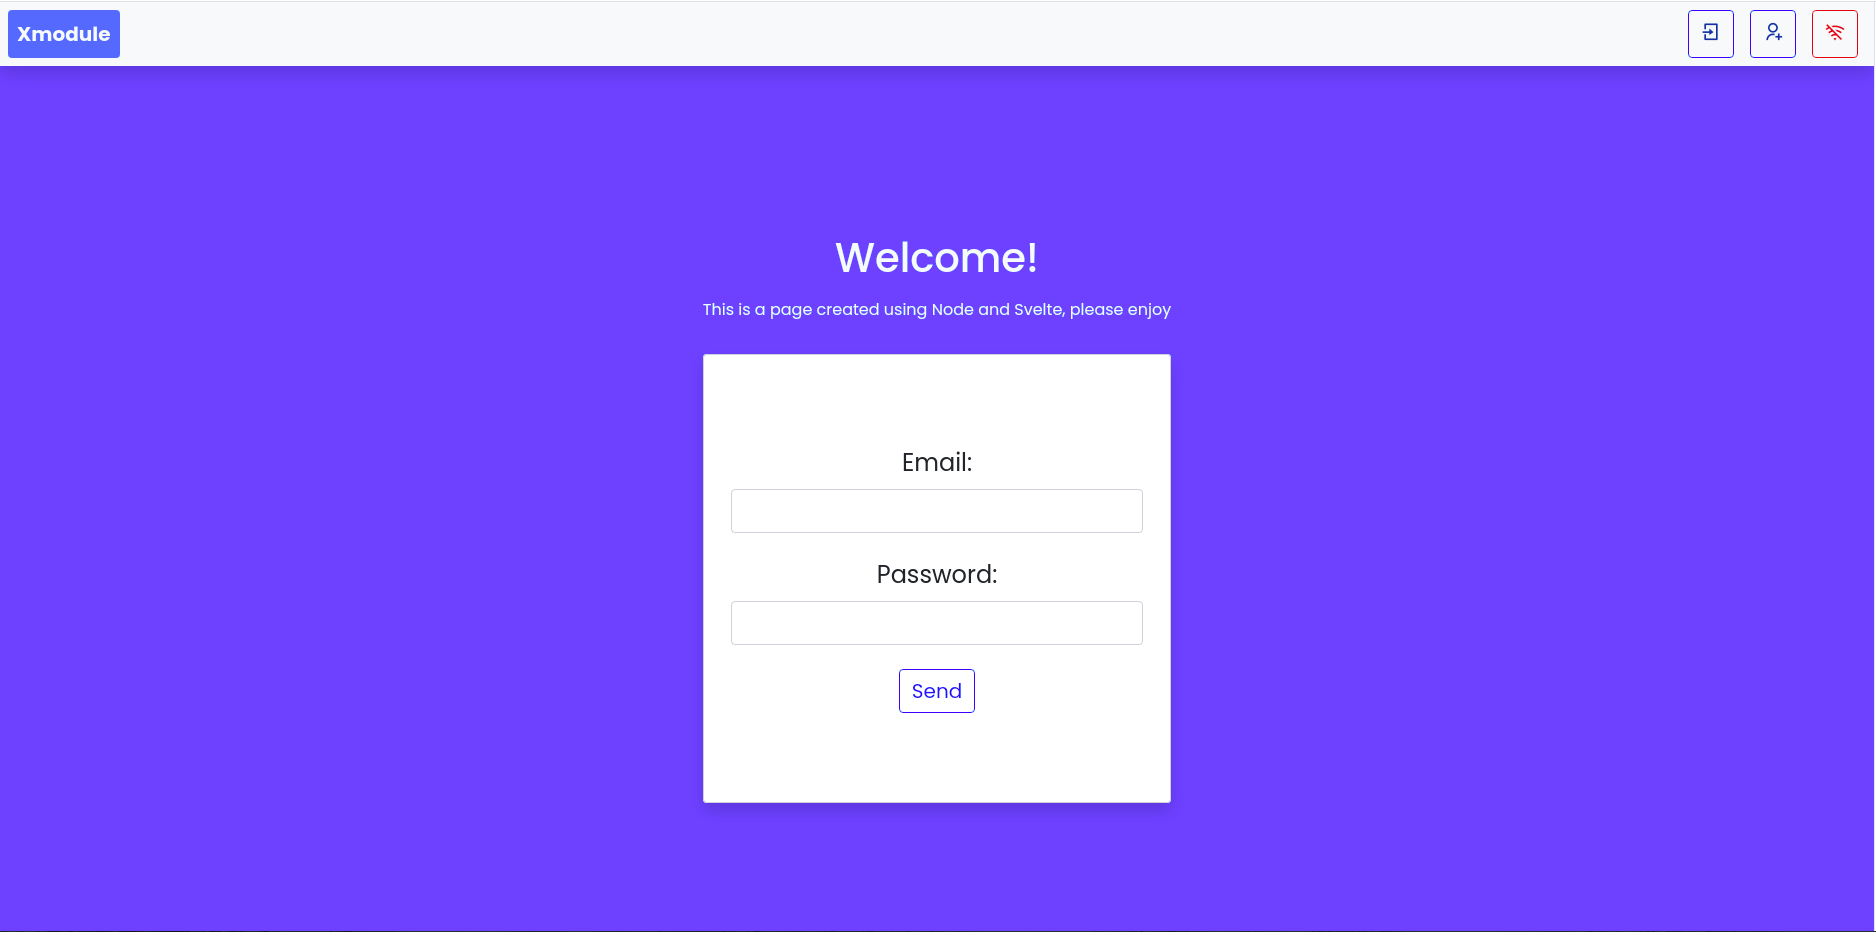 Xmodule
Welcome!
This is a page created using Node and Svelte, please enjoy
Email:
Password:
Send